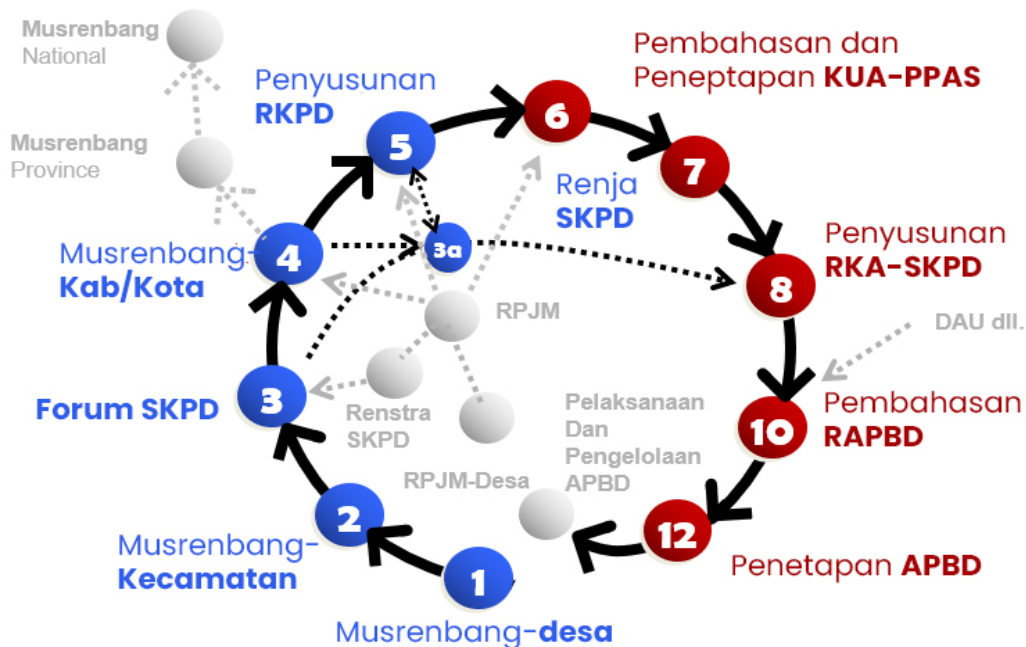 Musrenbang
National
Musrenbang
Province
Penyusunan
RKPD
Pembahasan dan
Peneptapan KUA-PPAS
5
6
7
Renja
SKPD
Musrenbang-
Kab/Kota
4
3a
Penyusunan
RKA-SKPD
8
RPJM
DAU dll.
Forum SKPD
3
Renstra
SKPD
Pelaksanaan
Dan
Pengelolaan
APBD
Pembahasan
RAPBD
10
RPJM-Desa
2
12
Musrenbang-
Kecamatan
Penetapan APBD
1
Musrenbang-desa